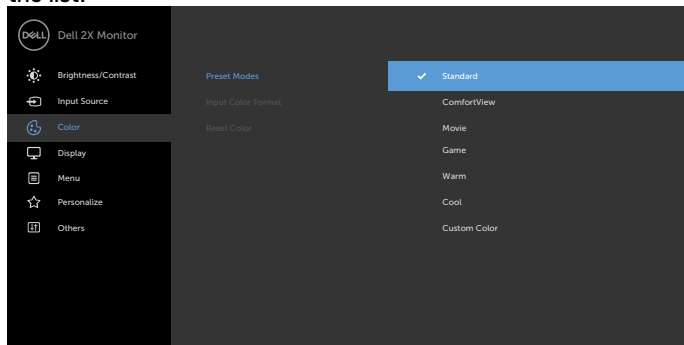 the list.
DELL Dell 2X Monitor
Brightness/Contrast Preset Modes Standard
Input Source Input Color Format ComfortView
Color Reset Color Movie
Display Game
Menu Warm
Personalize Cool
Others Custom Color